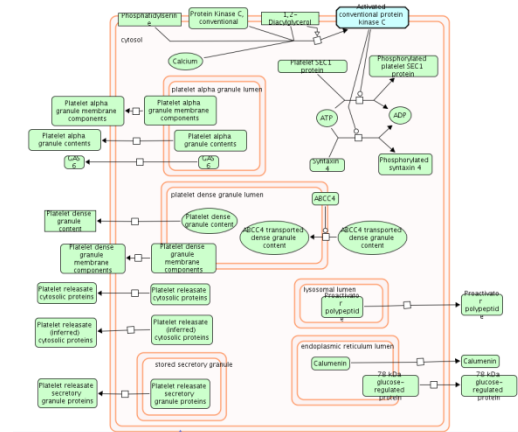 Phosphatidylserin
e
Protein Kinase C,
conventional
1,2-
Diacylglycerol
Activated
conventional protein
kinase C
cytosol
Calcium
Platelet SEC1
protein
Phosphorylated
platelet SEC1
protein
platelet alpha granule lumen
Platelet alpha
granule membrane
components
Platelet alpha
granule membrane
components
ATP
ADP
Platelet alpha
granule contents
Platelet alpha
granule contents
GAS
6
GAS
6
Syntaxin
4
Phosphorylated
syntaxin 4
platelet dense granule lumen
ABCC4
Platelet dense
granule
content
Platelet dense
granule content
ABCC4 transported
dense granule
content
ABCC4 transported
dense granule
content
Platelet dense
granule
membrane
components
Platelet dense
granule
membrane
components
Platelet releasate
cytosolic proteins
Platelet releasate
cytosolic proteins
lysosomal lumen
Proactivato
r
polypeptid
e
Proactivato
r
polypeptid
e
Platelet releasate
(inferred)
cytosolic proteins
Platelet releasate
(inferred)
cytosolic proteins
endoplasmic reticulum lumen
Calumenin
Calumenin
stored secretory granule
78 kDa
glucose-
regulated protein
78 kDa
glucose-
regulated protein
Platelet releasate
secretory
granule proteins
Platelet releasate
secretory
granule proteins